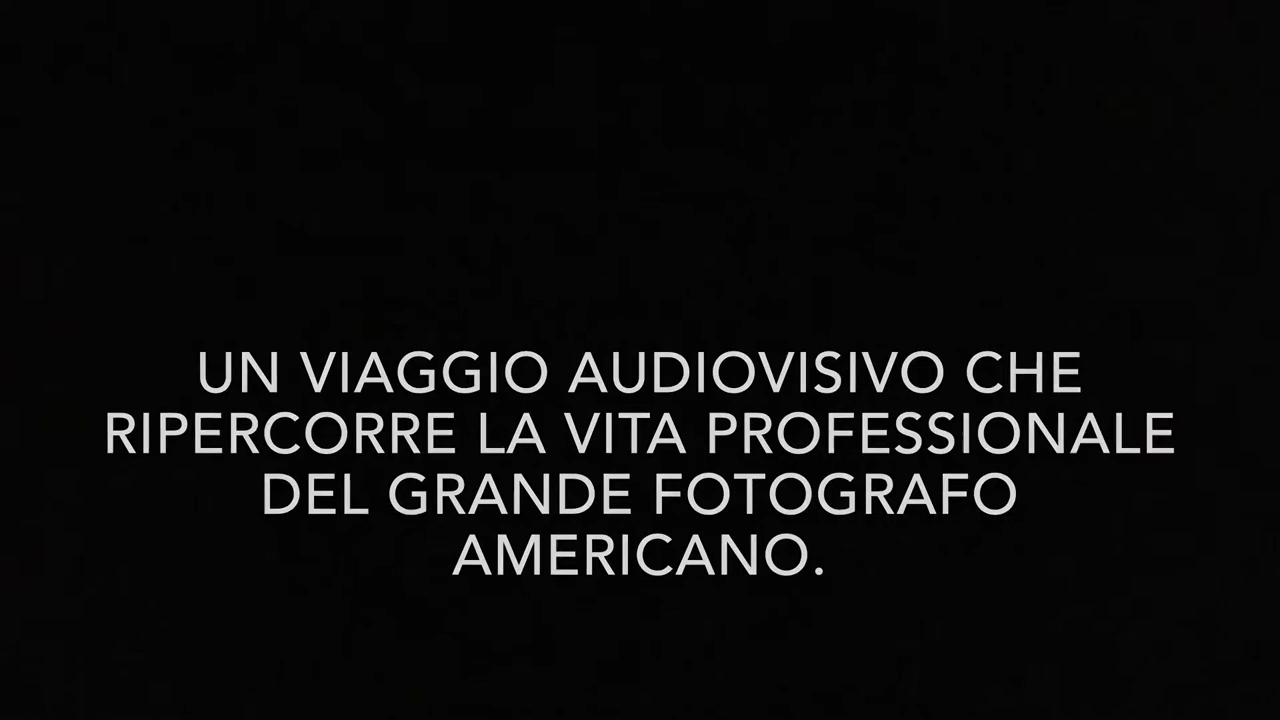 UN VIAGGIO AUDIOVISIVO CHE
RIPERCORRE LA VITA PROFESSIONALE
DEL GRANDE FOTOGRAFO
AMERICANO.